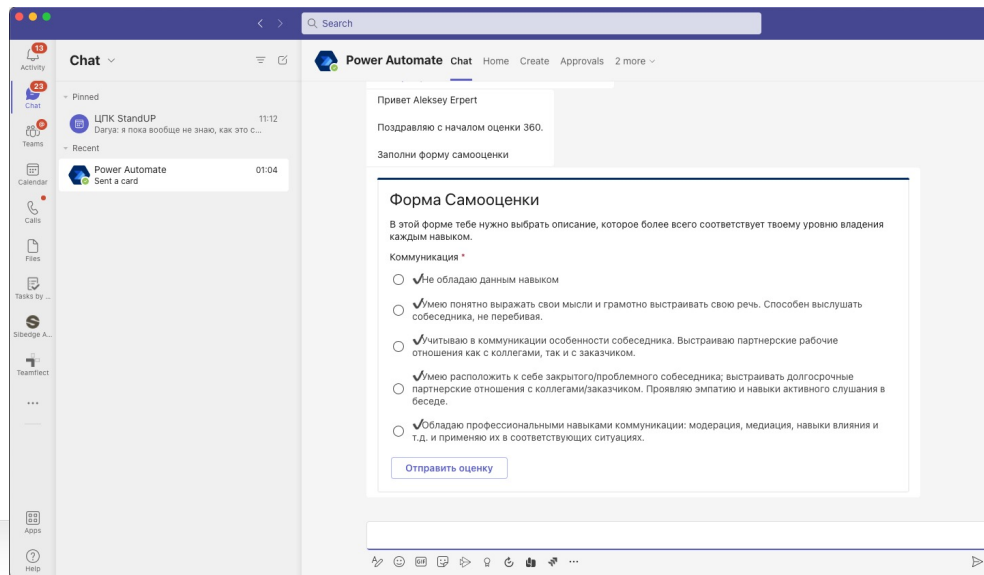 Search
13
Activity
23
Chat
Teams
Calendar
Calls
Files
Tasks by ...
Sibedge A...
Teamflect
Apps
Help
Chat
Pinned
ЦПК StandUP 11:12
Darya: я пока вообще не знаю, как это с...
Recent
Power Automate 01:04
Sent a card
Power Automate Chat Home Create Approvals 2 more
Привет Aleksey Erpert
Поздравляю с началом оценки 360.
Заполни форму самооценки
Форма Самооценки
В этой форме тебе нужно выбрать описание, которое более всего соответствует твоему уровню владения
каждым навыком.
Коммуникация *
✔Не обладаю данным навыком
✔Умею понятно выражать свои мысли и грамотно выстраивать свою речь. Способен выслушать
собеседника, не перебивая.
✔Учитываю в коммуникации особенности собеседника. Выстраиваю партнерские рабочие
отношения как с коллегами, так и с заказчиком.
✔Умею расположить к себе закрытого/проблемного собеседника; выстраивать долгосрочные
партнерские отношения с коллегами/заказчиком. Проявляю эмпатию и навыки активного слушания в
беседе.
✔Обладаю профессиональными навыками коммуникации: модерация, медиация, навыки влияния и
т.д. и применяю их в соответствующих ситуациях.
Отправить оценку
GIF